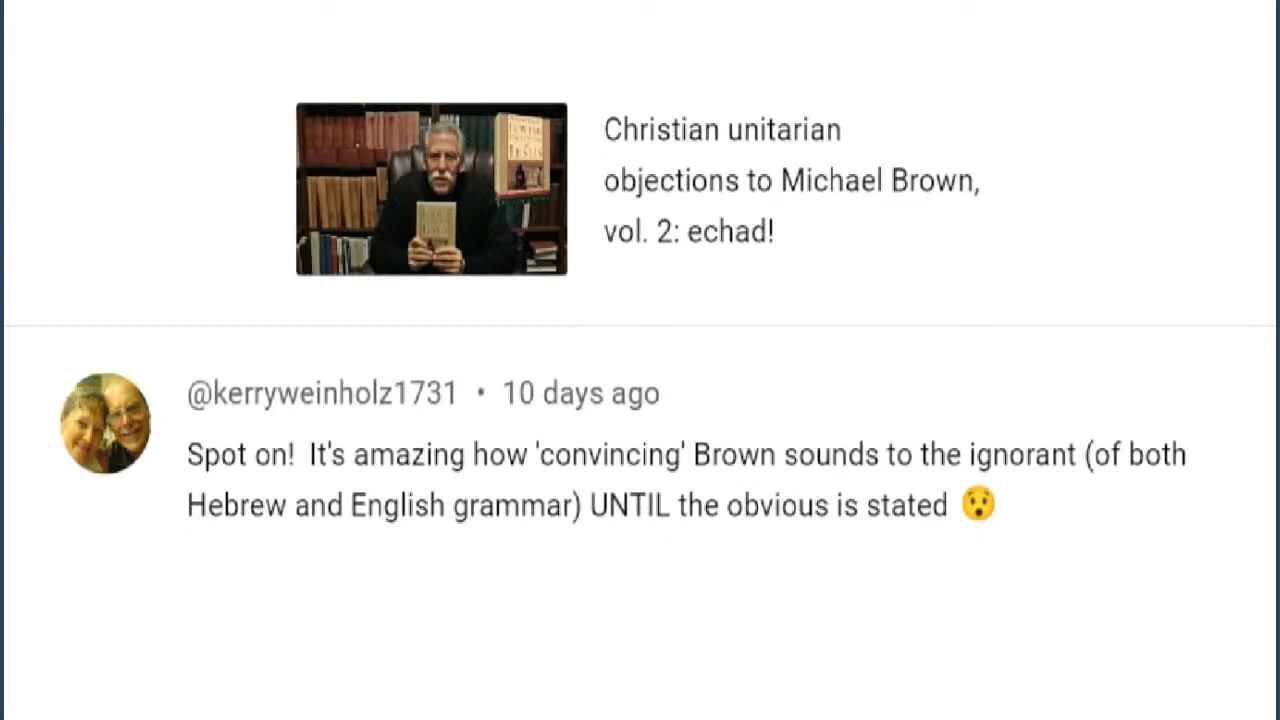 Christian unitarian
objections to Michael Brown,
vol. 2: echad!
@kerryweinholz1731 • 10 days ago
Spot on! It's amazing how 'convincing' Brown sounds to the ignorant (of both
Hebrew and English grammar) UNTIL the obvious is stated 😯